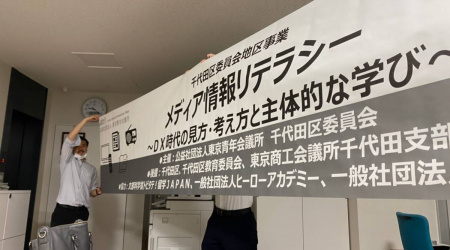 千代田区委員会地区事業
メディア情報リテラシー
～DX時代の見方・考え方と主体的な学び～
主催：公益社団法人東京青年会議所 千代田区委員会
千代田区、千代田区教育委員会、東京商工会議所千代田支部
留学JAPAN、一般社団法人ヒーローアカデミー、一般社団法人